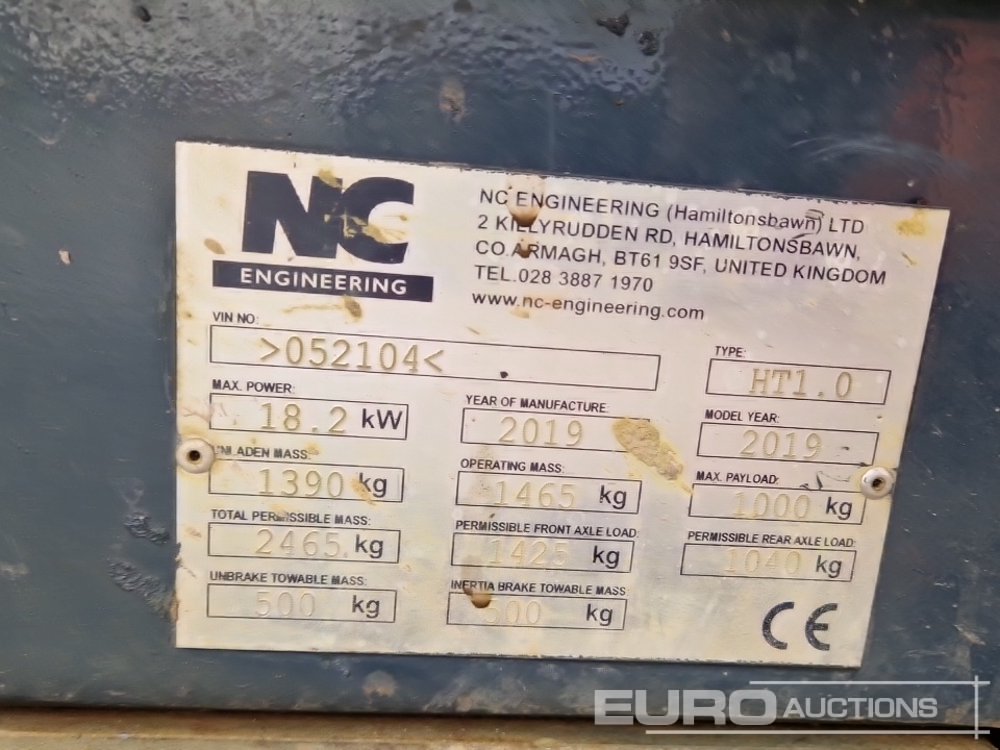 NC
ENGINEERING
NC ENGINEERING (Hamiltonsbawn) LTD
2 KILLYRUDDEN RD, HAMILTONSBAWN,
CO.ARMAGH, BT61 9SF, UNITED KINGDOM
TEL.028 3887 1970
www.nc-engineering.com
VIN NO:
>052104<
TYPE:
HT1.0
MAX. POWER:
18.2 kW
YEAR OF MANUFACTURE:
2019
MODEL YEAR:
2019
UNLADEN MASS:
1390 kg
OPERATING MASS:
1465 kg
MAX. PAYLOAD:
1000 kg
TOTAL PERMISSIBLE MASS:
2465 kg
PERMISSIBLE FRONT AXLE LOAD:
1425 kg
PERMISSIBLE REAR AXLE LOAD:
1040 kg
UNBRAKE TOWABLE MASS:
500 kg
INERTIA BRAKE TOWABLE MASS
500 kg
CE
EURO AUCTIONS